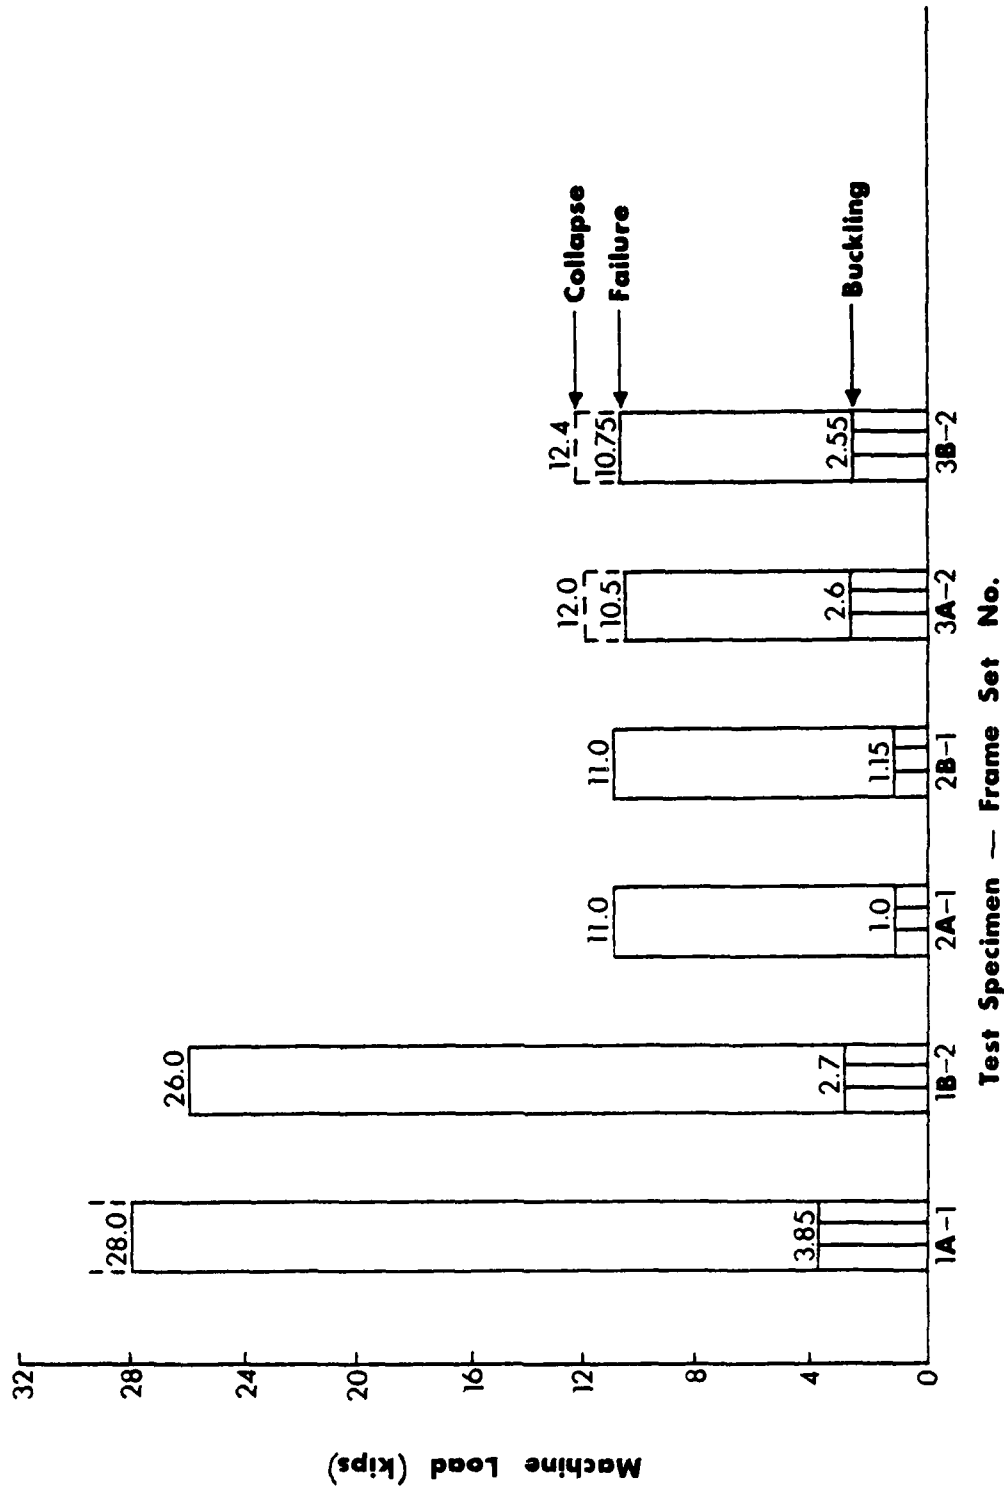 Machine Load (kips)
32
28
24
20
16
12
8
4
0
28.0
3.85
26.0
2.7
11.0
1.0
11.0
1.15
12.0
10.5
2.6
12.4
10.75
2.55
Collapse
Failure
Buckling
1A-1
1B-2
2A-1
2B-1
3A-2
3B-2
Test Specimen — Frame Set No.